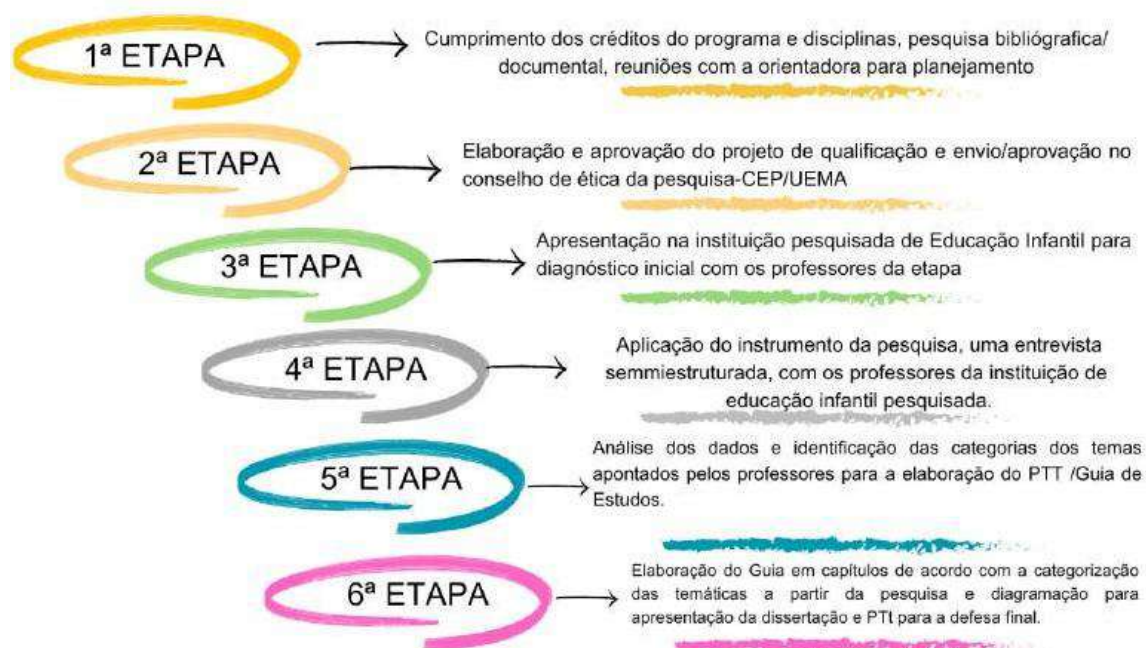 1ª ETAPA
Cumprimento dos créditos do programa e disciplinas, pesquisa bibliógrafica/
documental, reuniões com a orientadora para planejamento
2ª ETAPA
Elaboração e aprovação do projeto de qualificação e envio/aprovação no
conselho de ética da pesquisa-CEP/UEMA
3ª ETAPA
Apresentação na instituição pesquisada de Educação Infantil para
diagnóstico inicial com os professores da etapa
4ª ETAPA
Aplicação do instrumento da pesquisa, uma entrevista
semmiestruturada, com os professores da instituição de
educação infantil pesquisada.
5ª ETAPA
Análise dos dados e identificação das categorias dos temas
apontados pelos professores para a elaboração do PTT /Guia de
Estudos.
6ª ETAPA
Elaboração do Guia em capítulos de acordo com a categorização
das temáticas a partir da pesquisa e diagramação para
apresentação da dissertação e PTt para a defesa final.